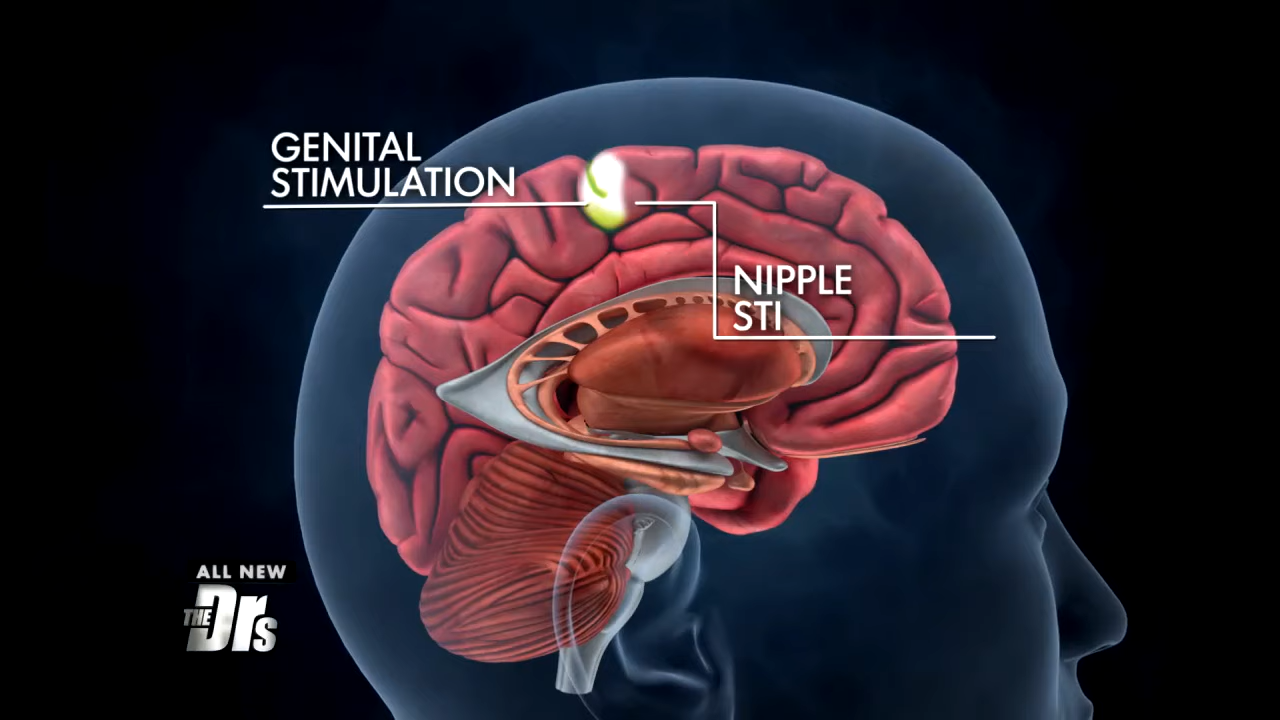 GENITAL
STIMULATION
NIPPLE
STI
ALL NEW
THE Drs